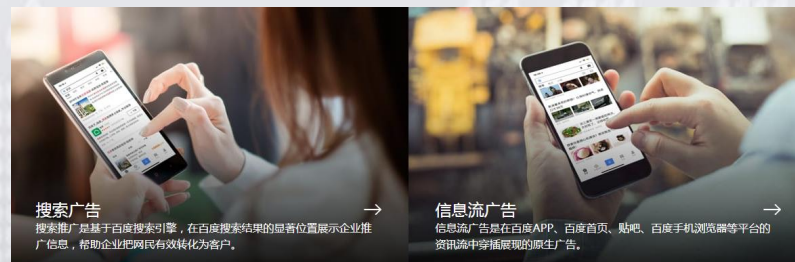 搜索广告
搜索推广是基于百度搜索引擎，在百度搜索结果的显著位置展示企业推
广信息，帮助企业把网民有效转化为客户。
信息流广告
信息流广告是在百度APP、百度首页、贴吧、百度手机浏览器等平台的
资讯流中穿插展现的原生广告。